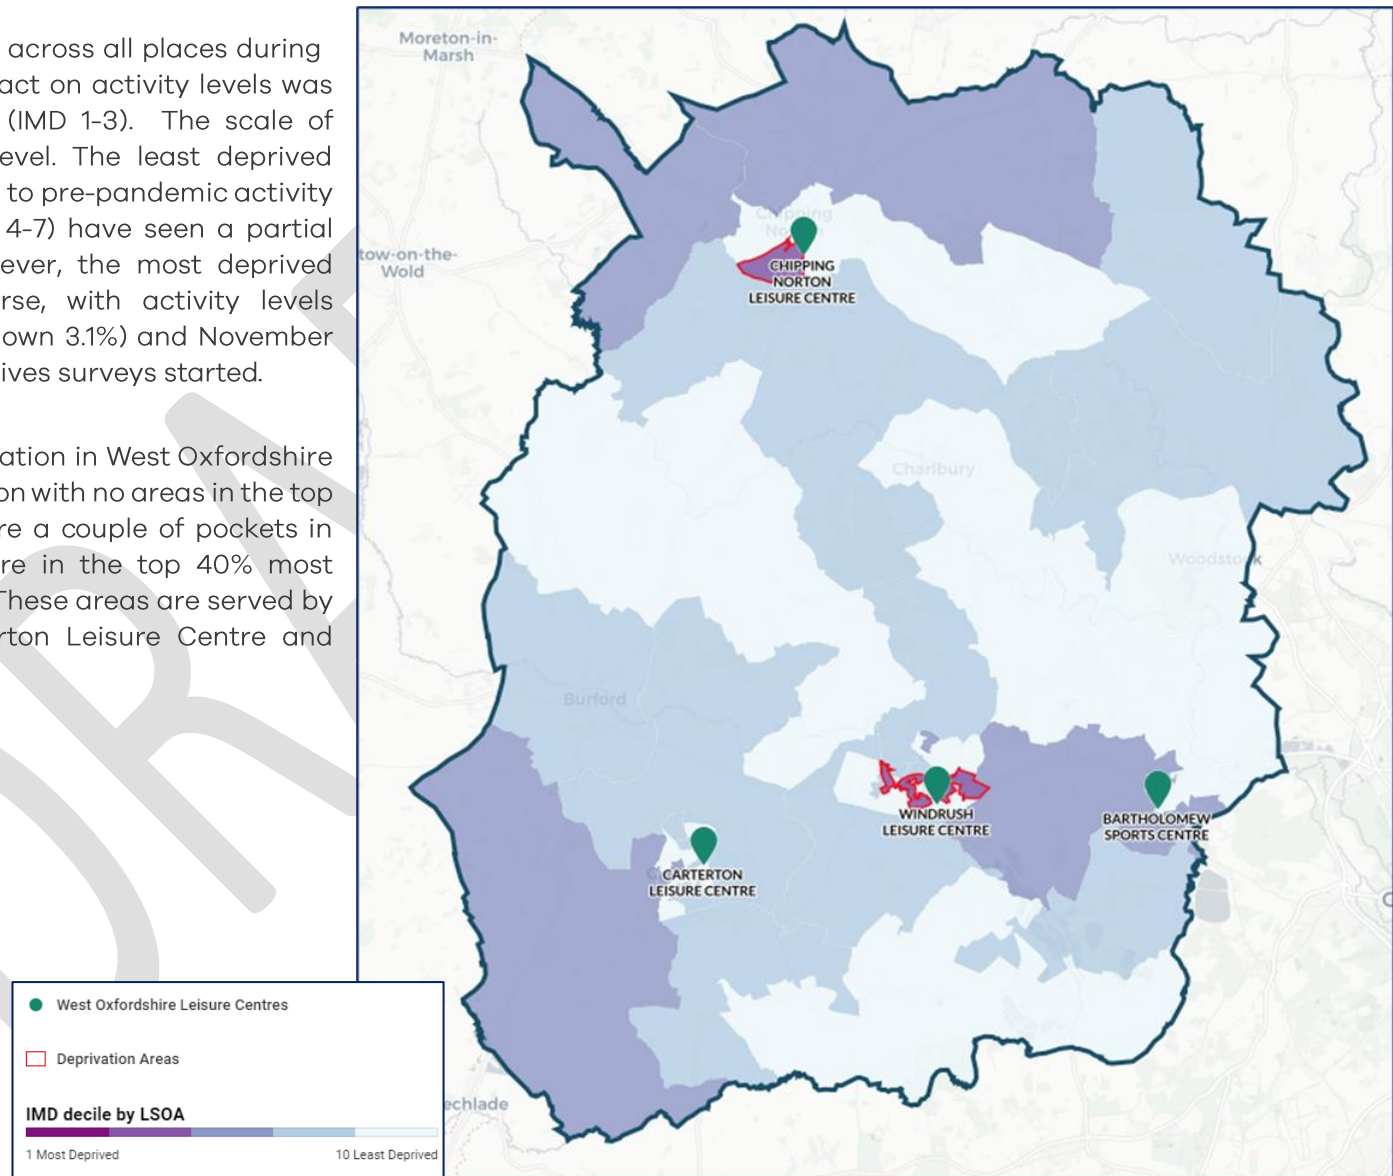 across all places during
act on activity levels was
(IMD 1-3). The scale of
evel. The least deprived
to pre-pandemic activity
4-7) have seen a partial
ever, the most deprived
rse, with activity levels
own 3.1%) and November
ives surveys started.
ation in West Oxfordshire
on with no areas in the top
re a couple of pockets in
re in the top 40% most
These areas are served by
rton Leisure Centre and
DRAF
Moreton-in-
Marsh
tow-on-the-
Wold
Chipping
Norton
CHIPPING
NORTON
LEISURE CENTRE
Charlbury
Woodstock
Burford
WINDRUSH
LEISURE CENTRE
BARTHOLOMEW
SPORTS CENTRE
CARTERTON
LEISURE CENTRE
echlade
West Oxfordshire Leisure Centres
Deprivation Areas
IMD decile by LSOA
1 Most Deprived
10 Least Deprived